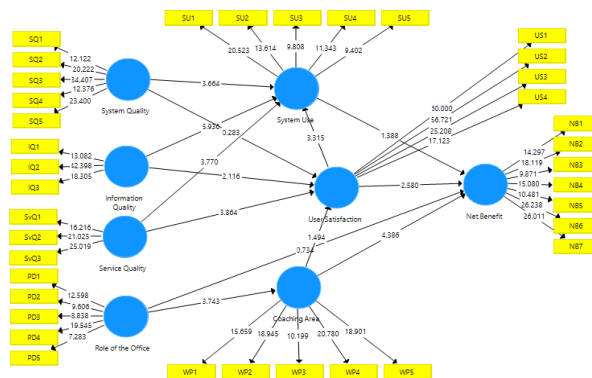 SU1
SU2
SU3
SU4
SU5
20.523
13.614
9.808
11.343
9.402
SQ1
SQ2
SQ3
SQ4
SQ5
12.122
20.222
34.407
12.376
23.400
System Quality
3.664
System Use
US1
US2
US3
US4
30.000
56.721
25.208
17.123
5.936
0.283
3.315
1.388
IQ1
IQ2
IQ3
13.082
12.398
18.305
Information
Quality
3.770
2.116
User Satisfaction
2.580
Net Benefit
NB1
NB2
NB3
NB4
NB5
NB6
NB7
14.297
18.119
9.871
15.080
10.481
26.238
26.011
SvQ1
SvQ2
SvQ3
16.216
21.025
25.019
Service Quality
3.864
1.494
0.734
4.386
PD1
PD2
PD3
PD4
PD5
12.598
9.606
8.838
19.545
7.283
Role of the Office
3.743
Coaching Area
15.659
18.945
10.199
20.780
18.901
WP1
WP2
WP3
WP4
WP5